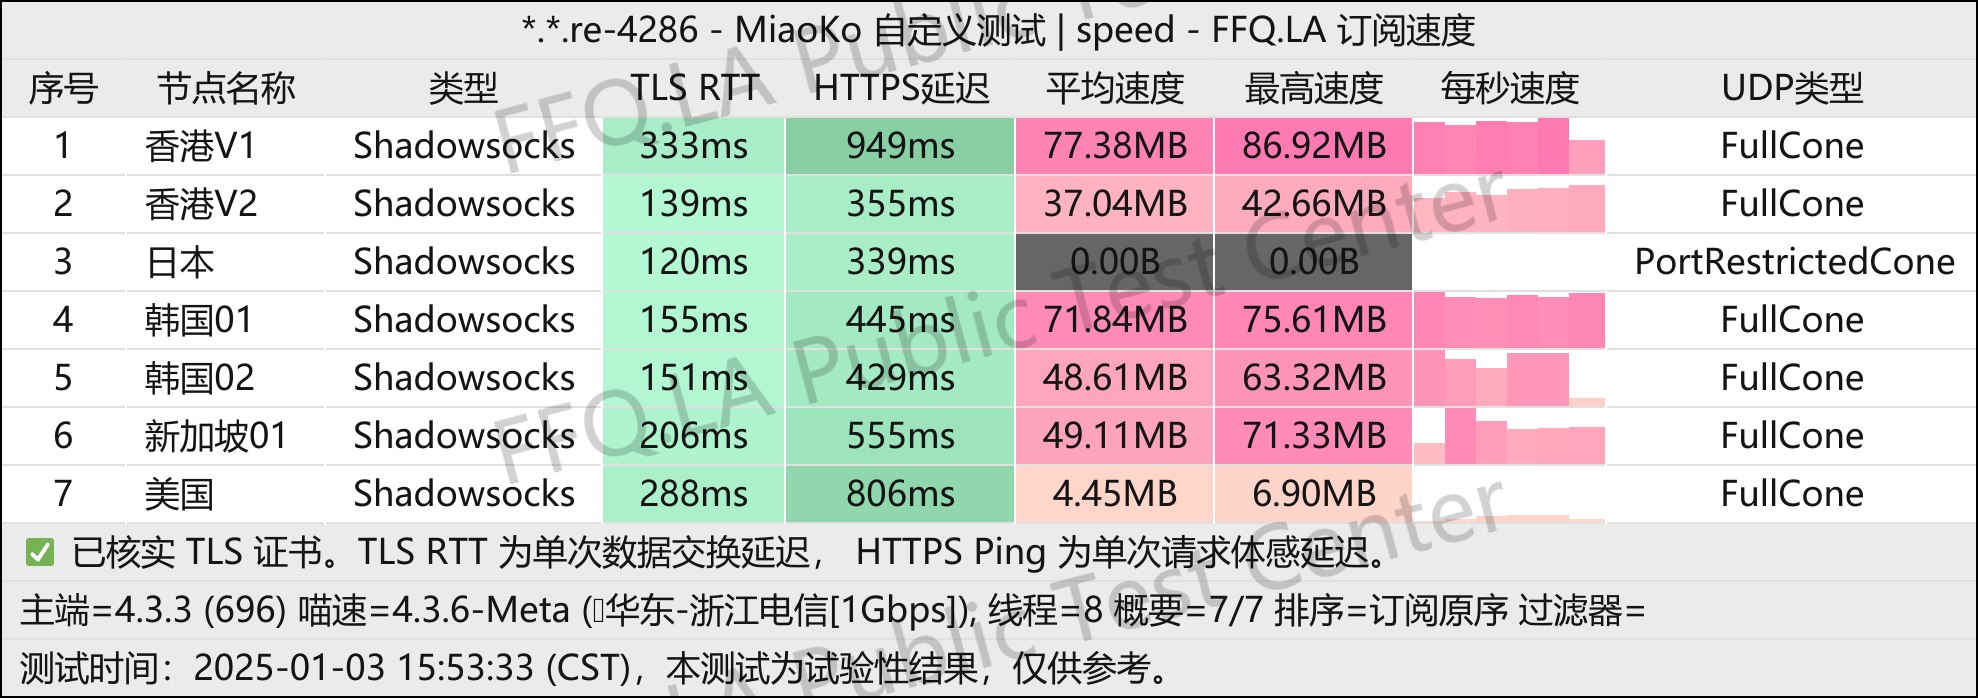 *.*.re-4286 - MiaoKo 自定义测试 | speed - FFQ.LA 订阅速度
序号 节点名称 类型 TLS RTT HTTPS延迟 平均速度 最高速度 每秒速度 UDP类型
1 香港V1 Shadowsocks 333ms 949ms 77.38MB 86.92MB FullCone
2 香港V2 Shadowsocks 139ms 355ms 37.04MB 42.66MB FullCone
3 日本 Shadowsocks 120ms 339ms 0.00B 0.00B PortRestrictedCone
4 韩国01 Shadowsocks 155ms 445ms 71.84MB 75.61MB FullCone
5 韩国02 Shadowsocks 151ms 429ms 48.61MB 63.32MB FullCone
6 新加坡01 Shadowsocks 206ms 555ms 49.11MB 71.33MB FullCone
7 美国 Shadowsocks 288ms 806ms 4.45MB 6.90MB FullCone
✅ 已核实 TLS 证书。TLS RTT 为单次数据交换延迟， HTTPS Ping 为单次请求体感延迟。
主端=4.3.3 (696) 喵速=4.3.6-Meta (华东-浙江电信[1Gbps]), 线程=8 概要=7/7 排序=订阅原序 过滤器=
测试时间：2025-01-03 15:53:33 (CST)，本测试为试验性结果，仅供参考。
FFQ.LA Public Test Center
FFQ.LA Public Test Center
FFQ.LA Public Test Center